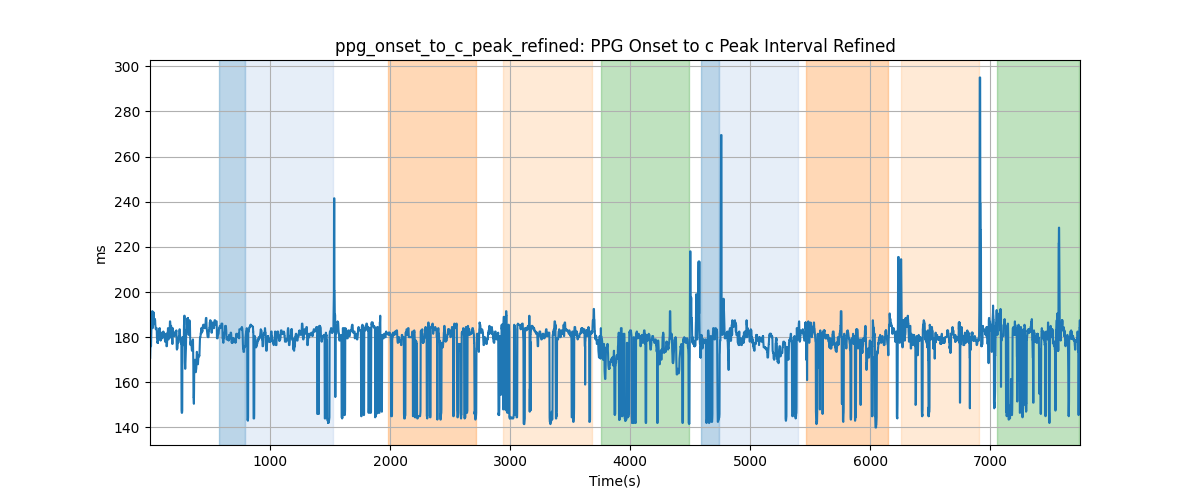 ppg_onset_to_c_peak_refined: PPG Onset to c Peak Interval Refined
300
280
260
240
220
200
180
160
140
ms
1000 2000 3000 4000 5000 6000 7000
Time(s)